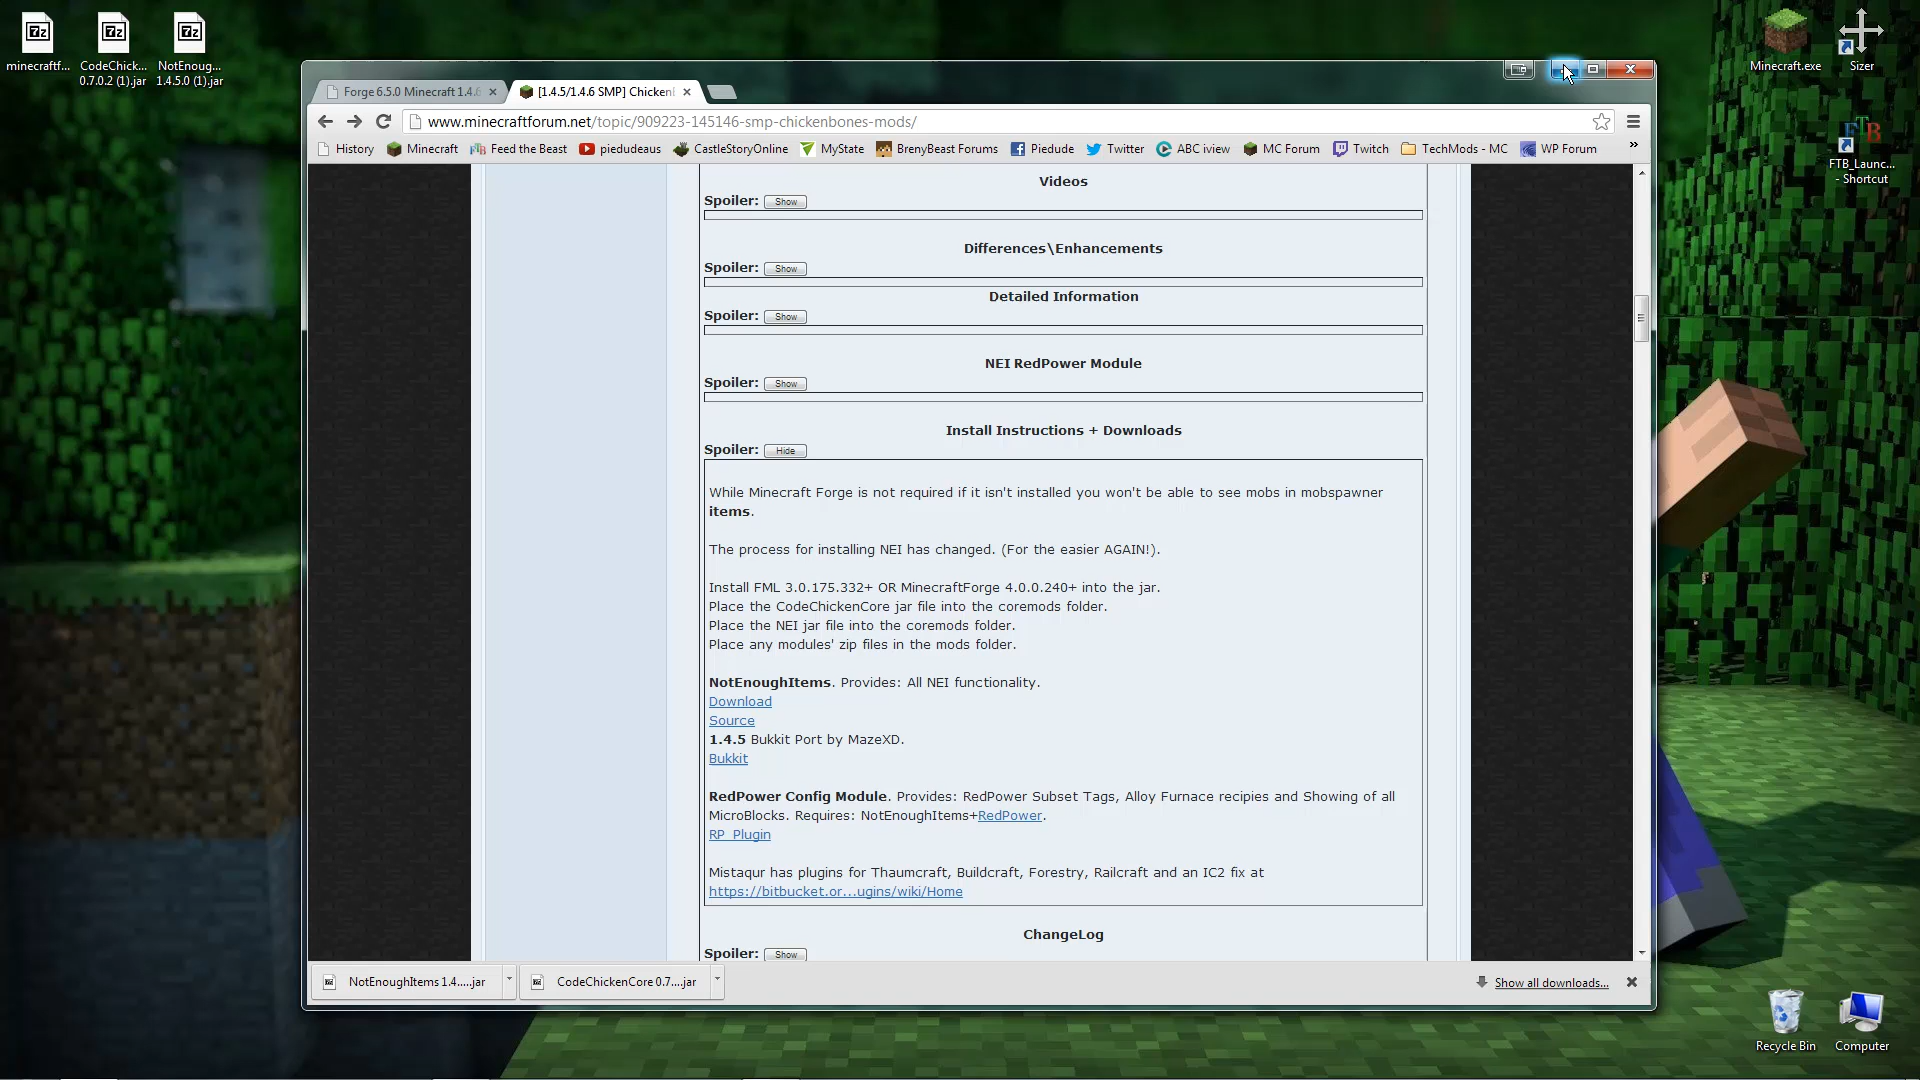 minecraftf...
CodeChick...
0.7.0.2 (1).jar
NotEnoug...
1.4.5.0 (1).jar
Minecraft.exe
Sizer
FTB_Launc...
- Shortcut
Forge 6.5.0 Minecraft 1.4.6
[1.4.5/1.4.6 SMP] Chicken
www.minecraftforum.net/topic/909223-145146-smp-chickenbones-mods/
History
Minecraft
Feed the Beast
piedudeaus
CastleStoryOnline
MyState
BrenyBeast Forums
Piedude
Twitter
ABC iview
MC Forum
Twitch
TechMods - MC
WP Forum
»
Videos
Spoiler: Show
Differences\Enhancements
Spoiler: Show
Detailed Information
Spoiler: Show
NEI RedPower Module
Spoiler: Show
Install Instructions + Downloads
Spoiler: Hide
While Minecraft Forge is not required if it isn't installed you won't be able to see mobs in mobspawner
items.
The process for installing NEI has changed. (For the easier AGAIN!).
Install FML 3.0.175.332+ OR MinecraftForge 4.0.0.240+ into the jar.
Place the CodeChickenCore jar file into the coremods folder.
Place the NEI jar file into the coremods folder.
Place any modules' zip files in the mods folder.
NotEnoughItems. Provides: All NEI functionality.
Download
Source
1.4.5 Bukkit Port by MazeXD.
Bukkit
RedPower Config Module. Provides: RedPower Subset Tags, Alloy Furnace recipies and Showing of all
MicroBlocks. Requires: NotEnoughItems+RedPower.
RP_Plugin
Mistaqur has plugins for Thaumcraft, Buildcraft, Forestry, Railcraft and an IC2 fix at
https://bitbucket.or...ugins/wiki/Home
ChangeLog
Spoiler: Show
NotEnoughItems 1.4.....jar
CodeChickenCore 0.7....jar
Show all downloads...
Recycle Bin
Computer